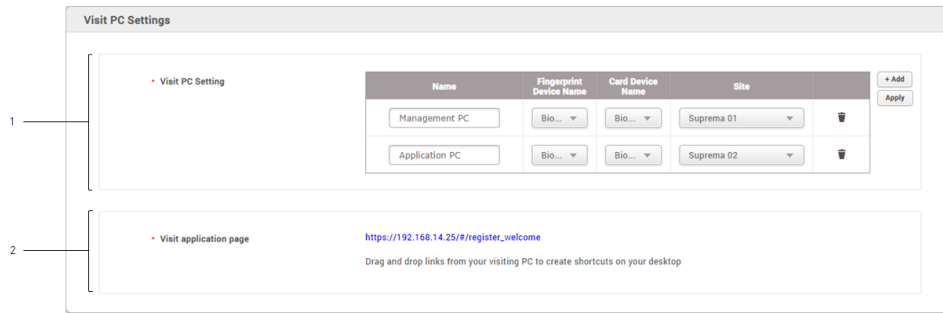 Visit PC Settings
1
• Visit PC Setting
Name
Fingerprint
Device Name
Card Device
Name
Site
+ Add
Apply
Management PC
Bio...
Bio...
Suprema 01
Application PC
Bio...
Bio...
Suprema 02
2
• Visit application page
https://192.168.14.25/#/register_welcome
Drag and drop links from your visiting PC to create shortcuts on your desktop